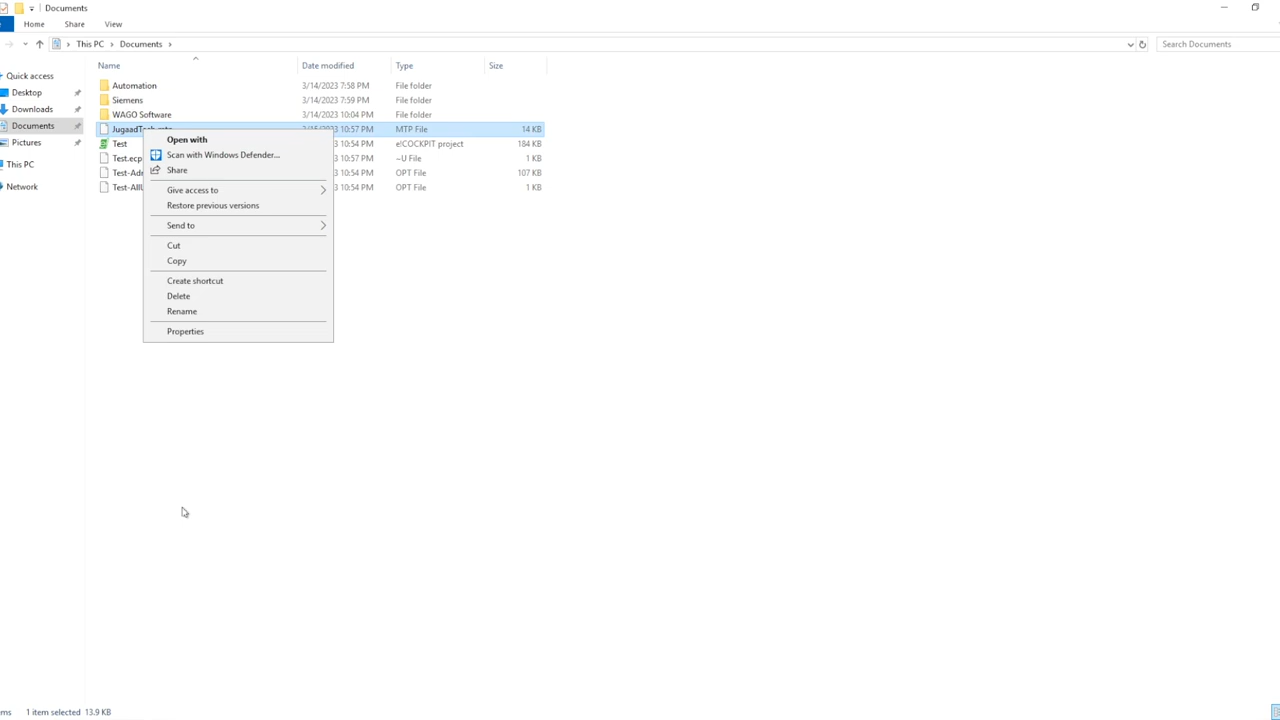 Documents
Home Share View
This PC Documents Search Documents
Name Date modified Type Size
Quick access
Desktop
Downloads
Documents
Pictures
This PC
Network
Automation 3/14/2023 7:58 PM File folder
Siemens 3/14/2023 7:59 PM File folder
WAGO Software 3/14/2023 10:04 PM File folder
10:57 PM MTP File 14 KB
Test 10:54 PM e!COCKPIT project 184 KB
Test.ecp 10:57 PM ~U File 1 KB
10:54 PM OPT File 107 KB
10:54 PM OPT File 1 KB
Open with
Scan with Windows Defender...
Share
Give access to
Restore previous versions
Send to
Cut
Copy
Create shortcut
Delete
Rename
Properties
1 item selected 13.9 KB